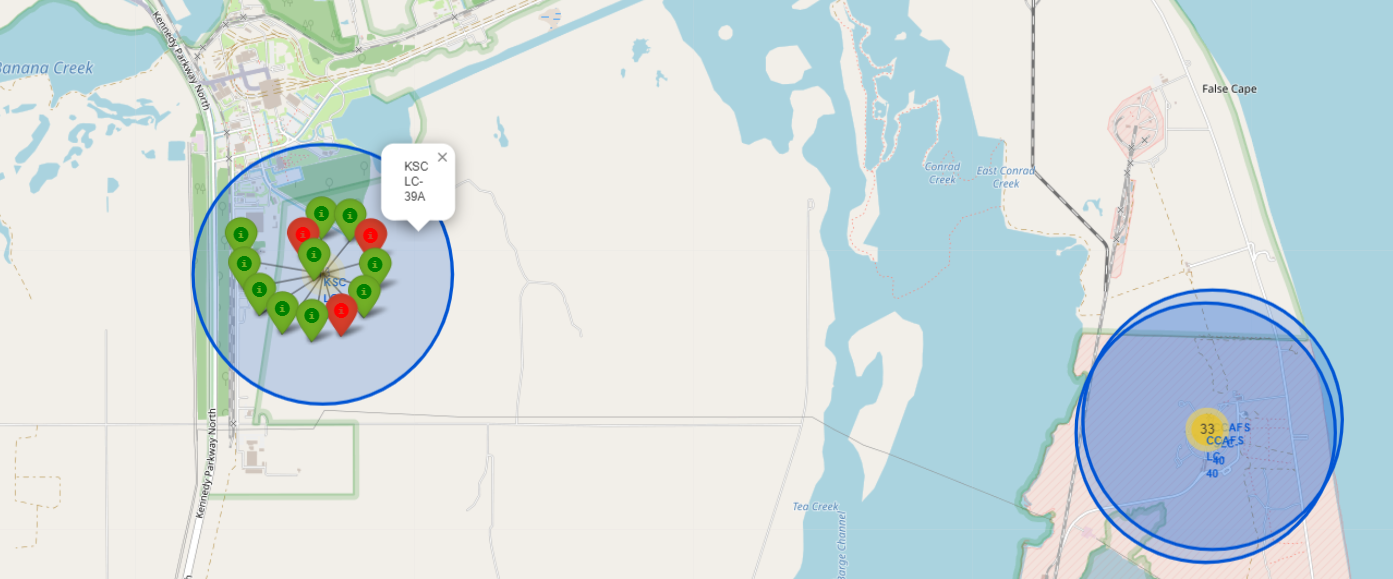 Kennedy Parkway North
Banana Creek
False Cape
KSC
LC-
39A
Conrad
Creek
East Conrad
Creek
KSC
33
CCAFS
LC-
40
40
Tea Creek
Barge Channel
Kennedy Parkway North